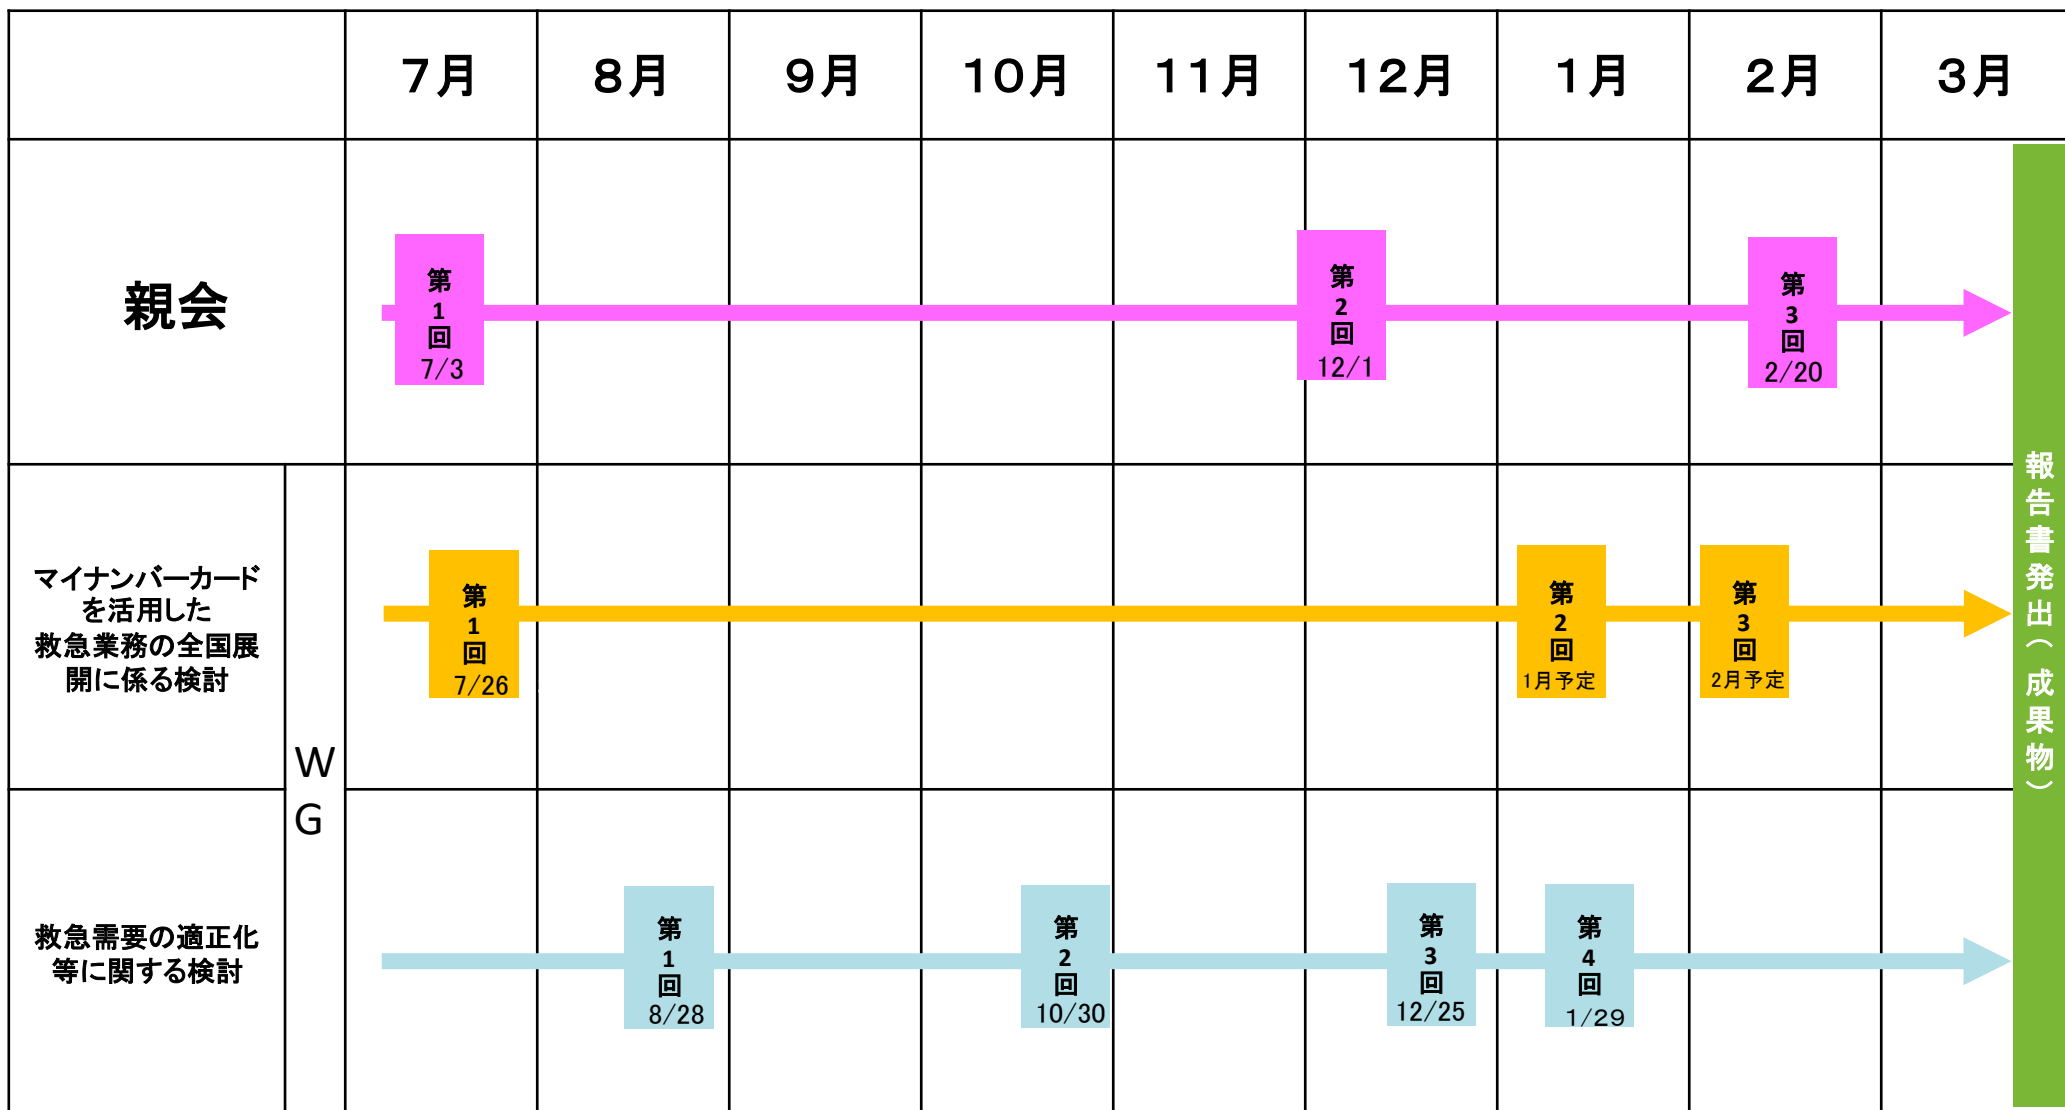 7月 8月 9月 10月 11月 12月 1月 2月 3月
親会
第1回
7/3
第2回
12/1
第3回
2/20
マイナンバーカード
を活用した
救急業務の全国展
開に係る検討
第1回
7/26
第2回
1月予定
第3回
2月予定
WG
救急需要の適正化
等に関する検討
第1回
8/28
第2回
10/30
第3回
12/25
第4回
1/29
報告書発出(成果物)